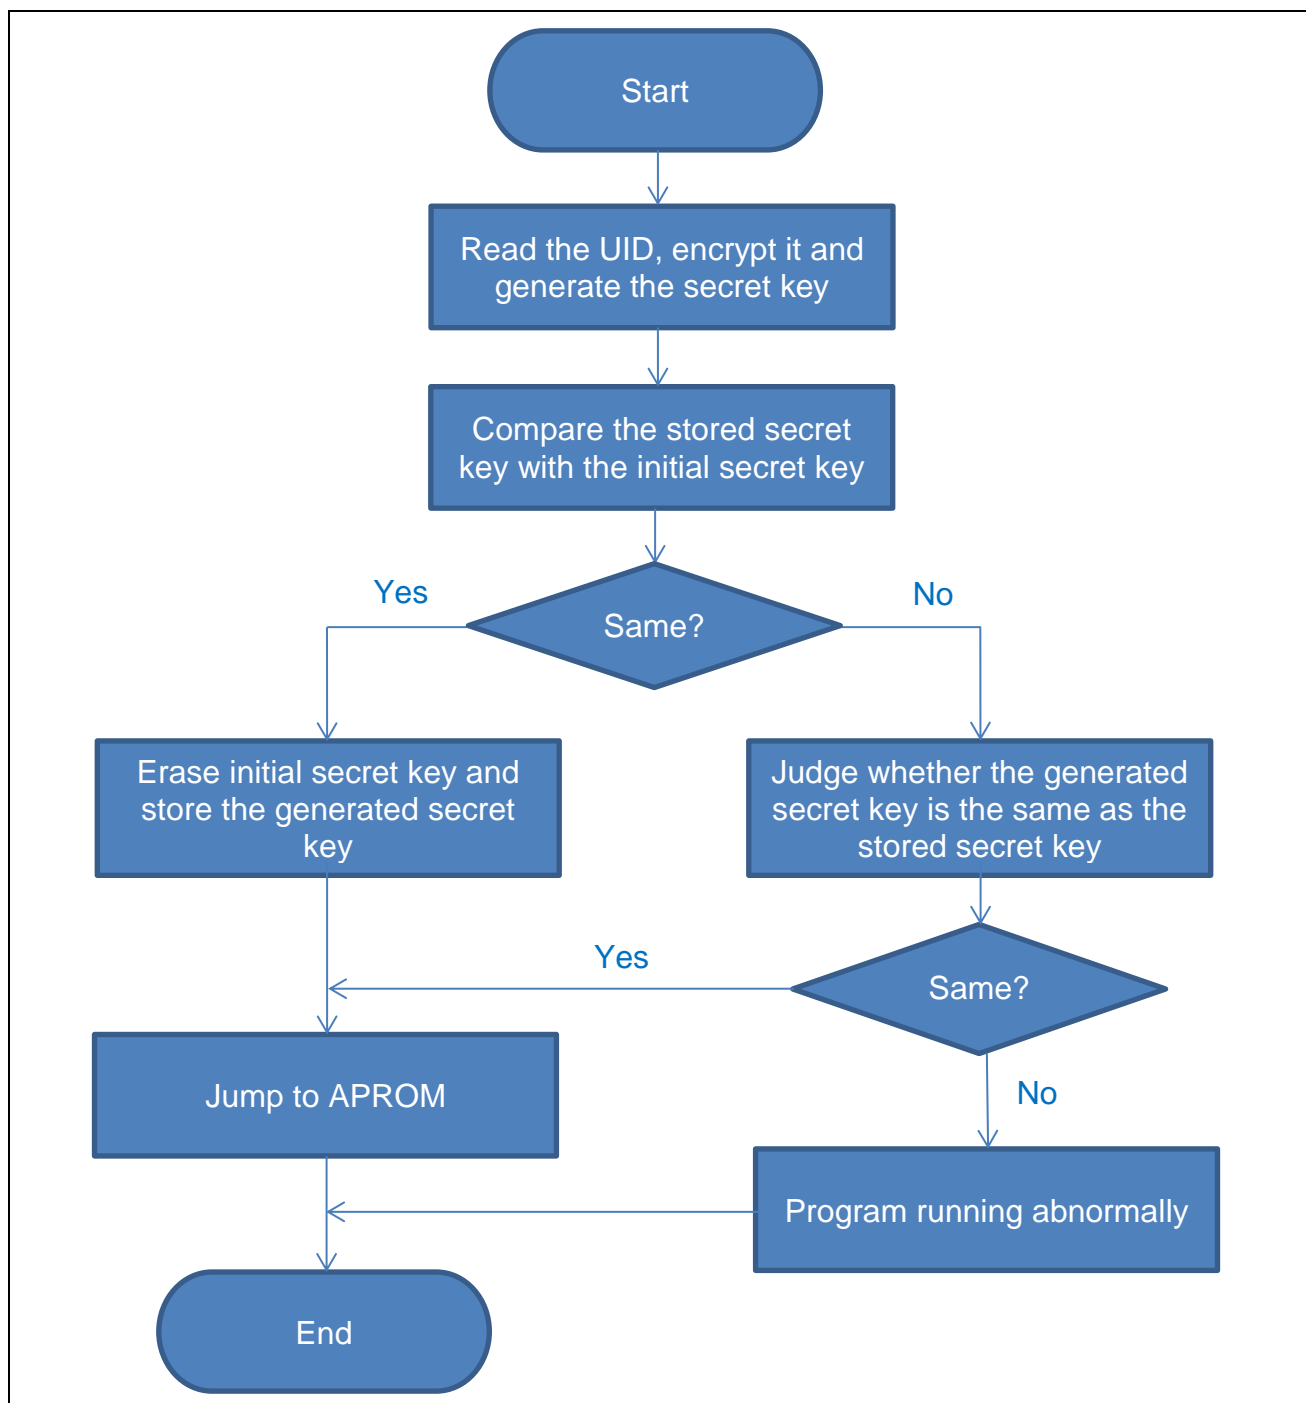 Start
Read the UID, encrypt it and
generate the secret key
Compare the stored secret
key with the initial secret key
Yes
No
Same?
Erase initial secret key and
store the generated secret
key
Judge whether the generated
secret key is the same as the
stored secret key
Yes
Same?
Jump to APROM
No
Program running abnormally
End